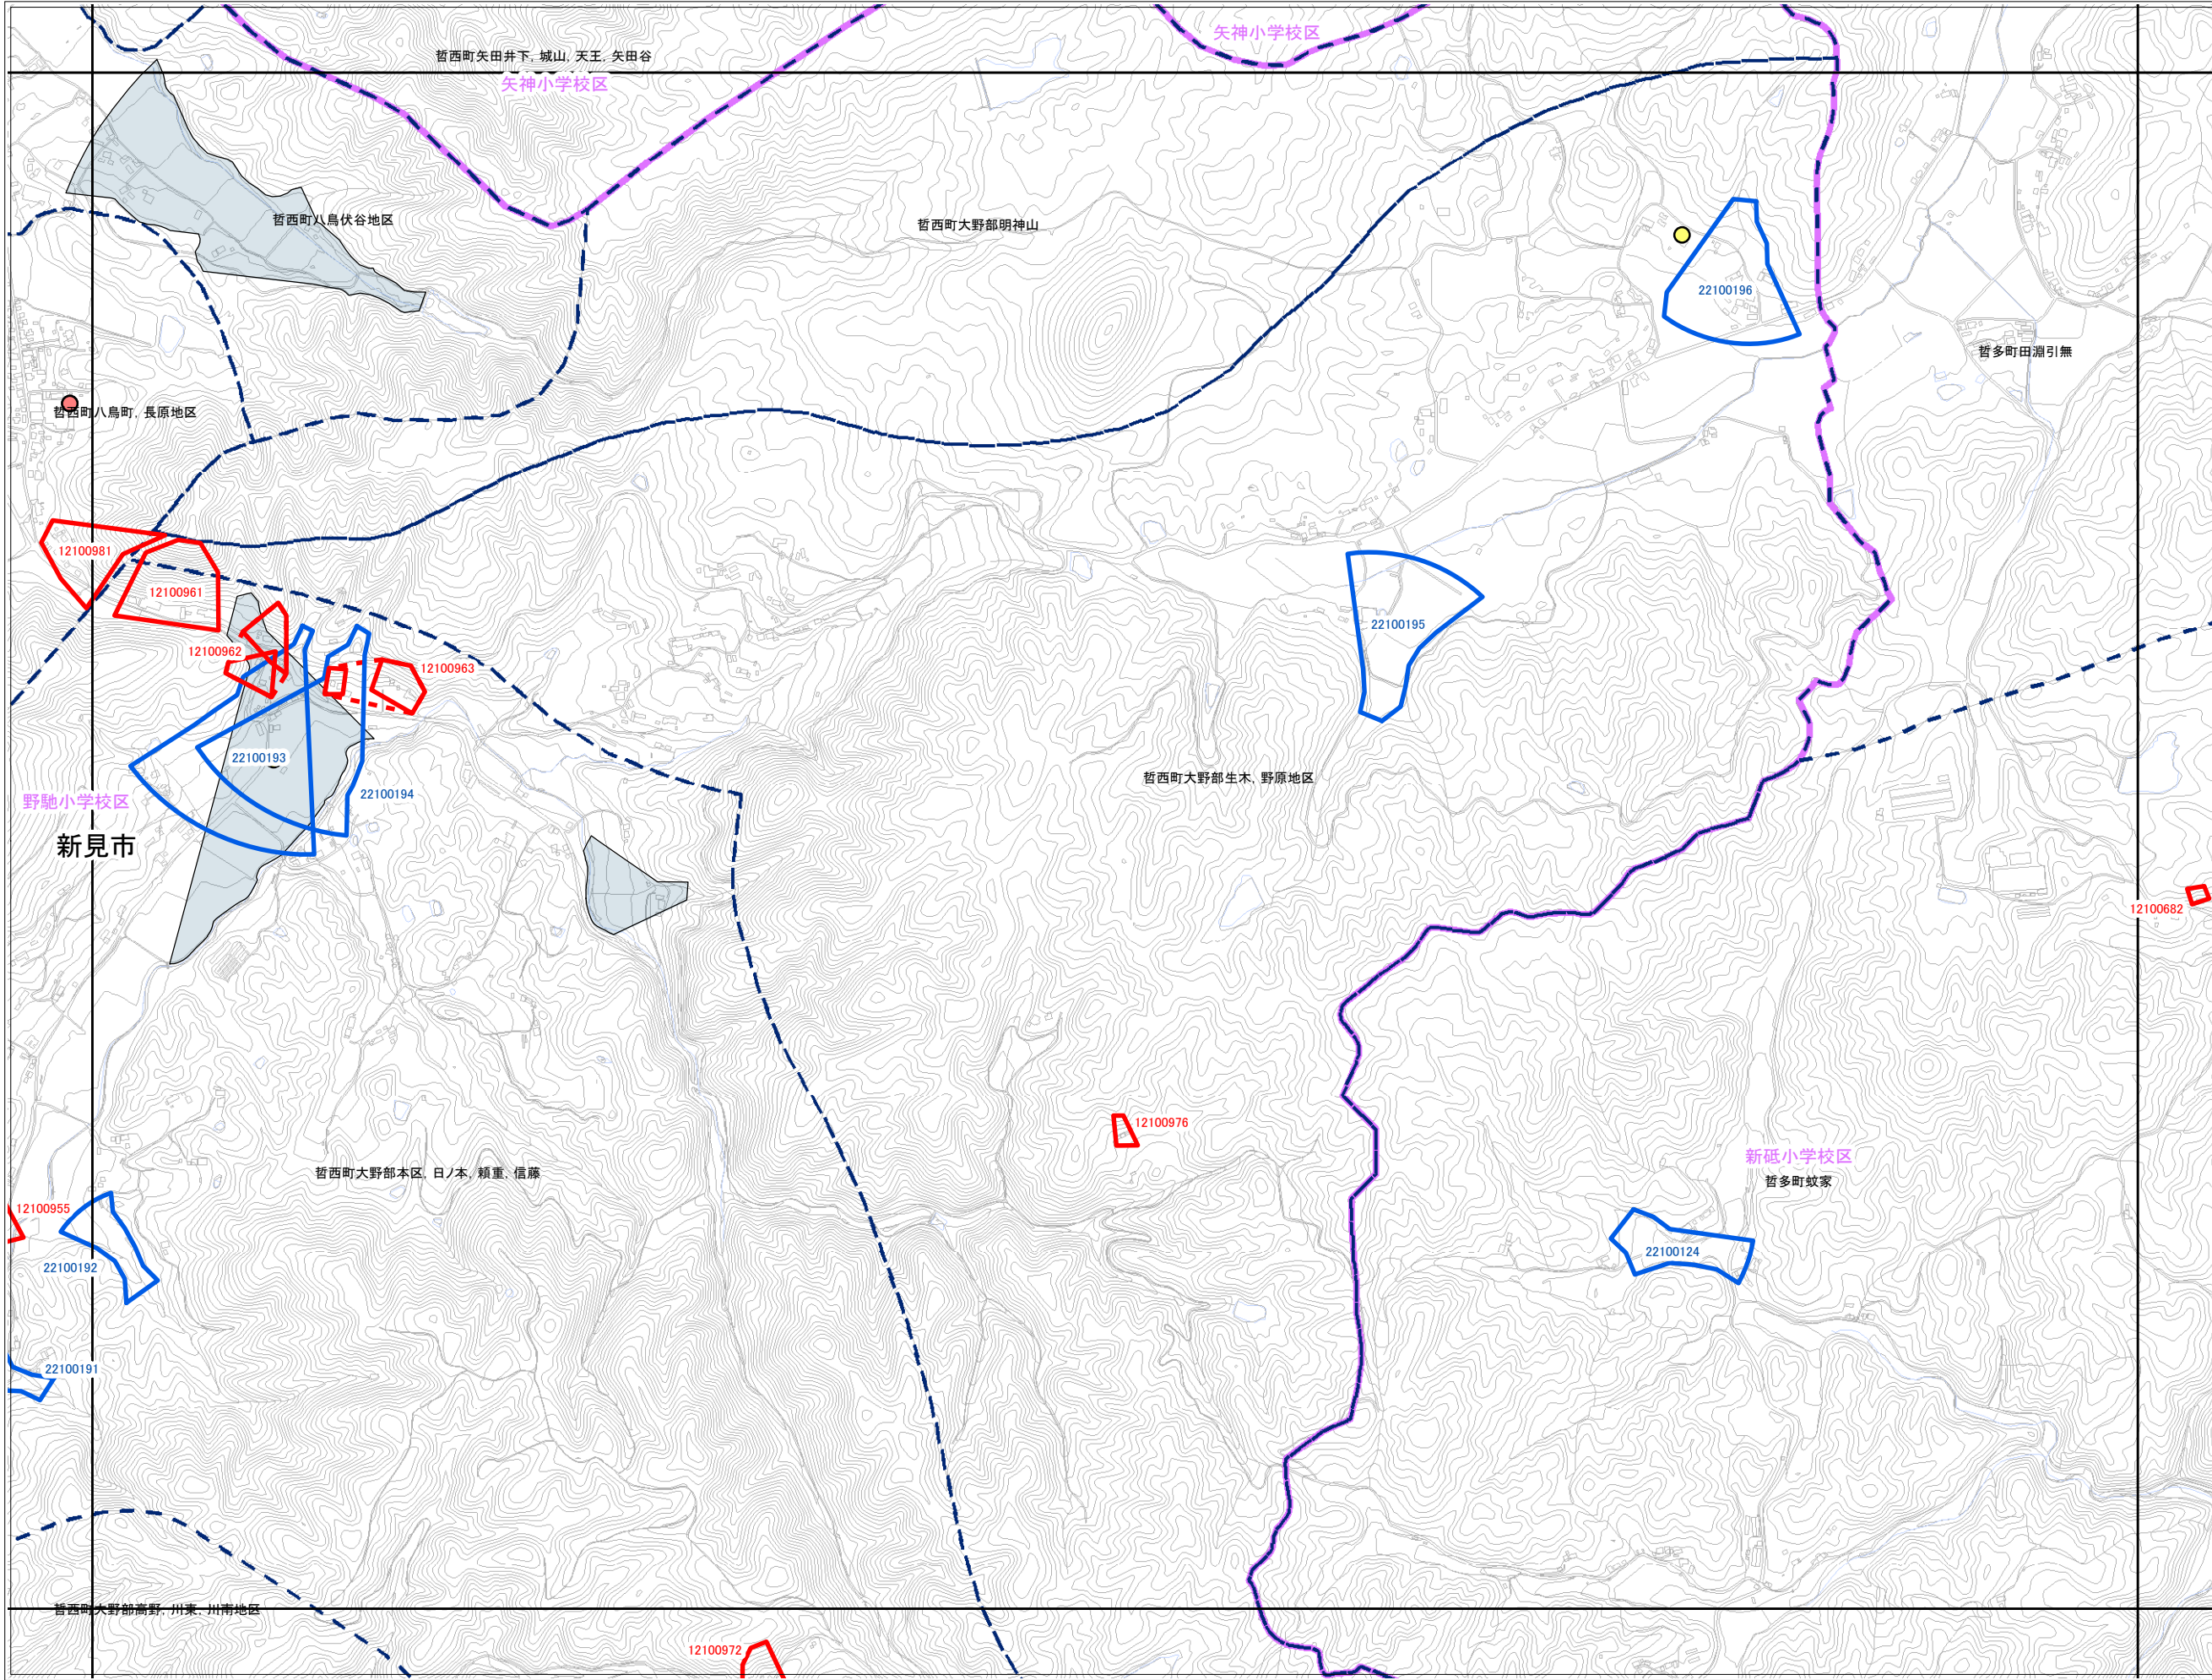 矢神小学校区
哲西町矢田井下, 城山, 天王, 矢田谷
矢神小学校区
哲西町八鳥伏谷地区
哲西町大野部明神山
22100196
哲多町田淵引無
哲西町八鳥町, 長原地区
12100981
12100961
22100195
12100962
12100963
22100193
哲西町大野部生木, 野原地区
22100194
野馳小学校区
新見市
12100682
12100976
新砥小学校区
哲西町大野部本区, 日ノ本, 頼重, 信藤
哲多町蚊家
12100955
22100124
22100192
22100191
哲西町大野部高野, 川東, 川南地区
12100972